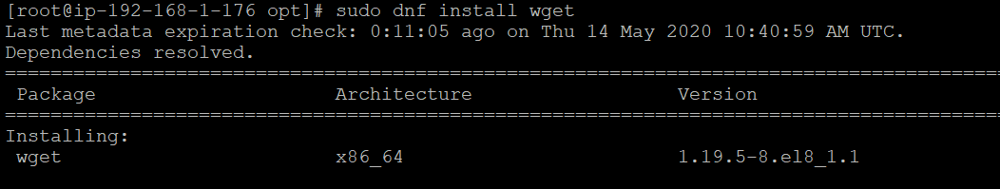 [root@ip-192-168-1-176 opt]# sudo dnf install wget
Last metadata expiration check: 0:11:05 ago on Thu 14 May 2020 10:40:59 AM UTC.
Dependencies resolved.
================================================================================
Package Architecture Version
================================================================================
Installing:
wget x86_64 1.19.5-8.el8_1.1